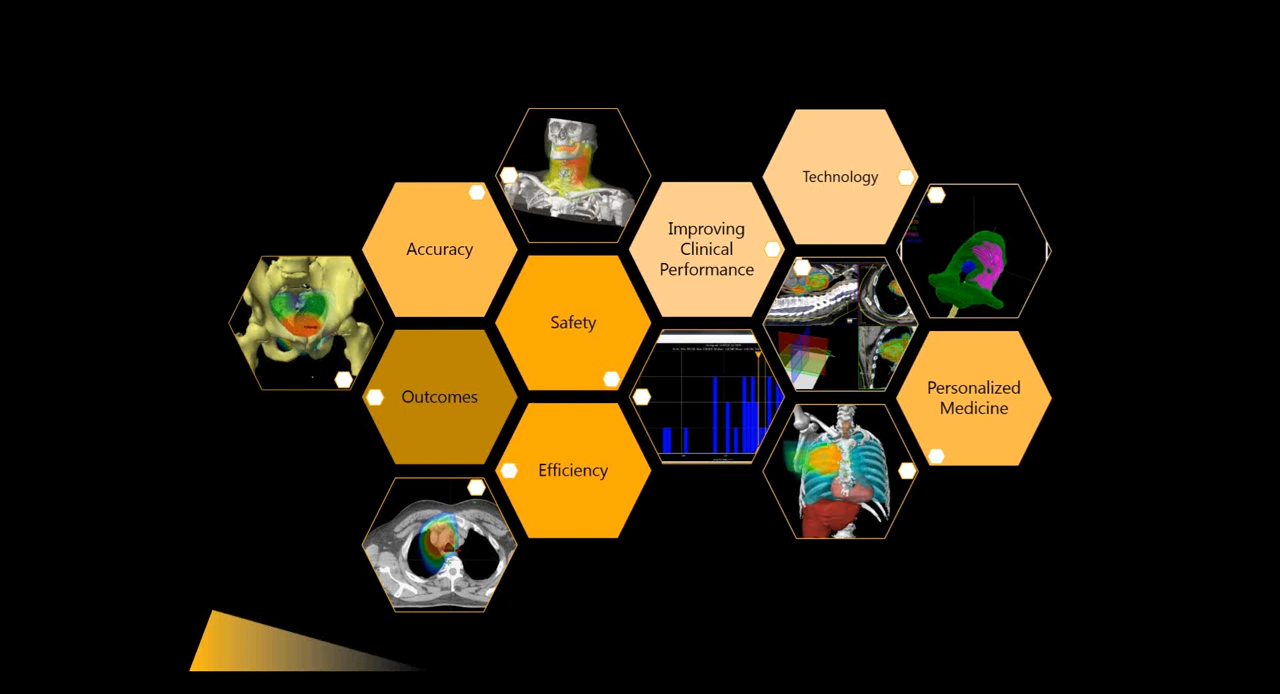 Technology
Improving
Clinical
Performance
Accuracy
Safety
Personalized
Medicine
Outcomes
Efficiency